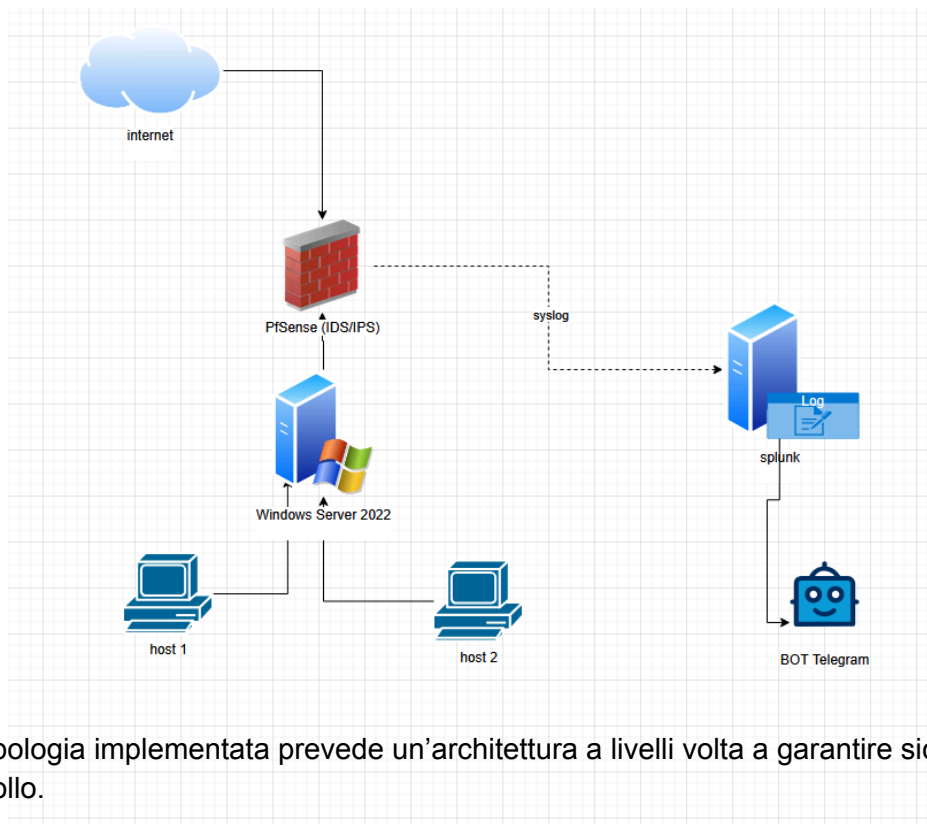 internet
PfSense (IDS/IPS)
syslog
Log
splunk
Windows Server 2022
host 1
host 2
BOT Telegram
pologia implementata prevede un’architettura a livelli volta a garantire sic
ollo.